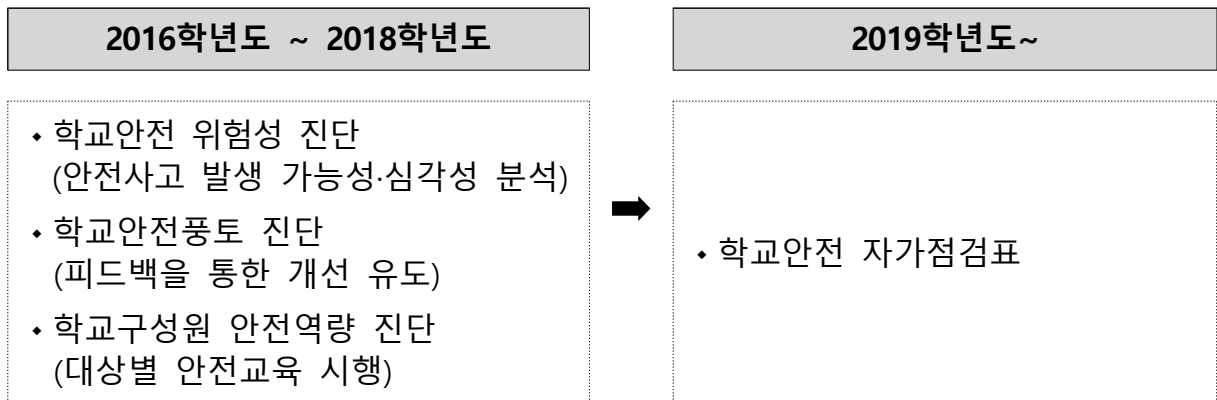 2016학년도 ~ 2018학년도
⬩ 학교안전 위험성 진단
(안전사고 발생 가능성·심각성 분석)
⬩ 학교안전풍토 진단
(피드백을 통한 개선 유도)
⬩ 학교구성원 안전역량 진단
(대상별 안전교육 시행)
➡
2019학년도~
⬩ 학교안전 자가점검표